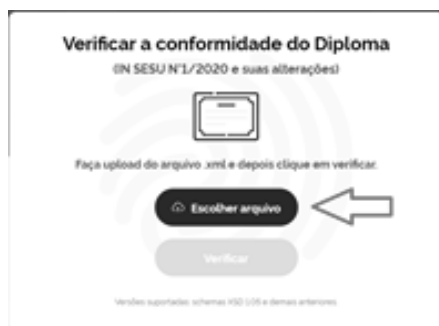 Verificar a conformidade do Diploma
(IN SESU Nº1/2020 e suas alterações)
Faça upload do arquivo .xml e depois clique em verificar.
Escolher arquivo
Verificar
Versões suportadas: schemas XSD 1.05 e demais anteriores.